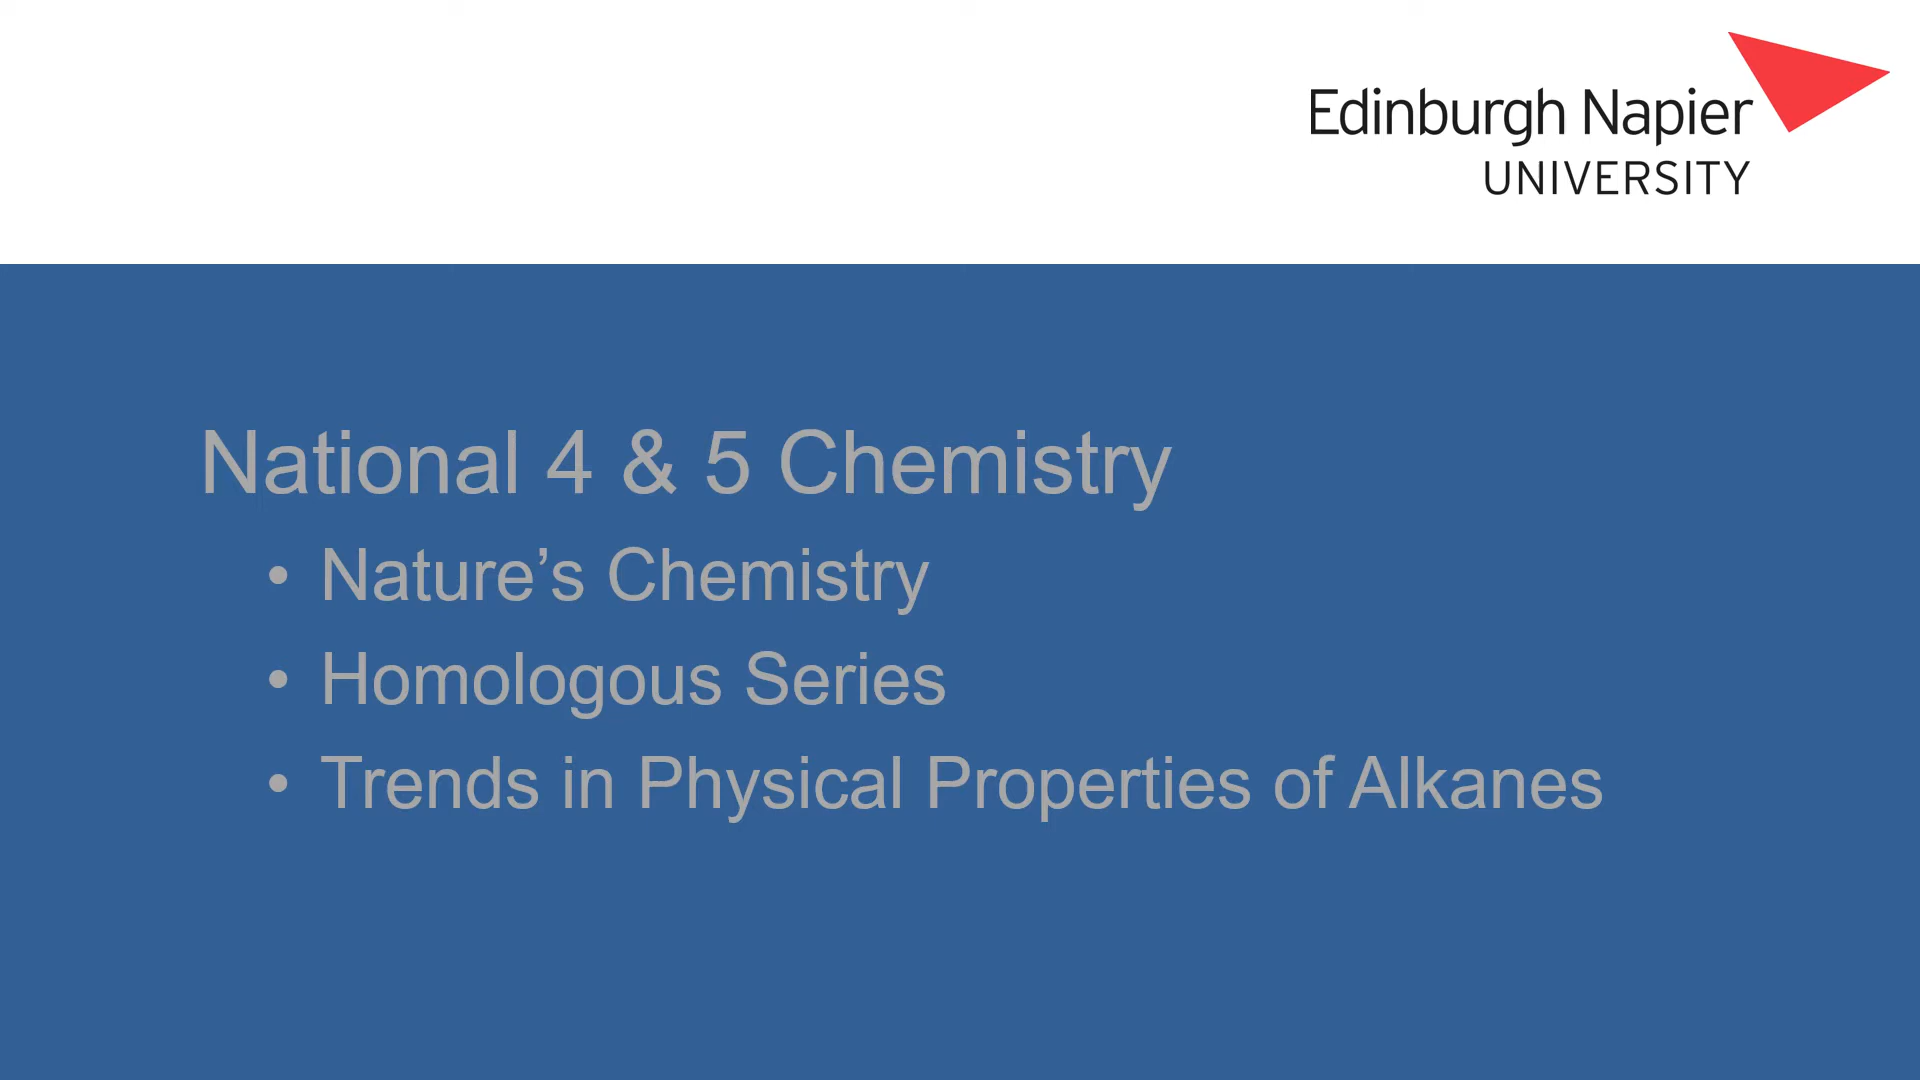 Edinburgh Napier
UNIVERSITY
National 4 & 5 Chemistry
• Nature’s Chemistry
• Homologous Series
• Trends in Physical Properties of Alkanes